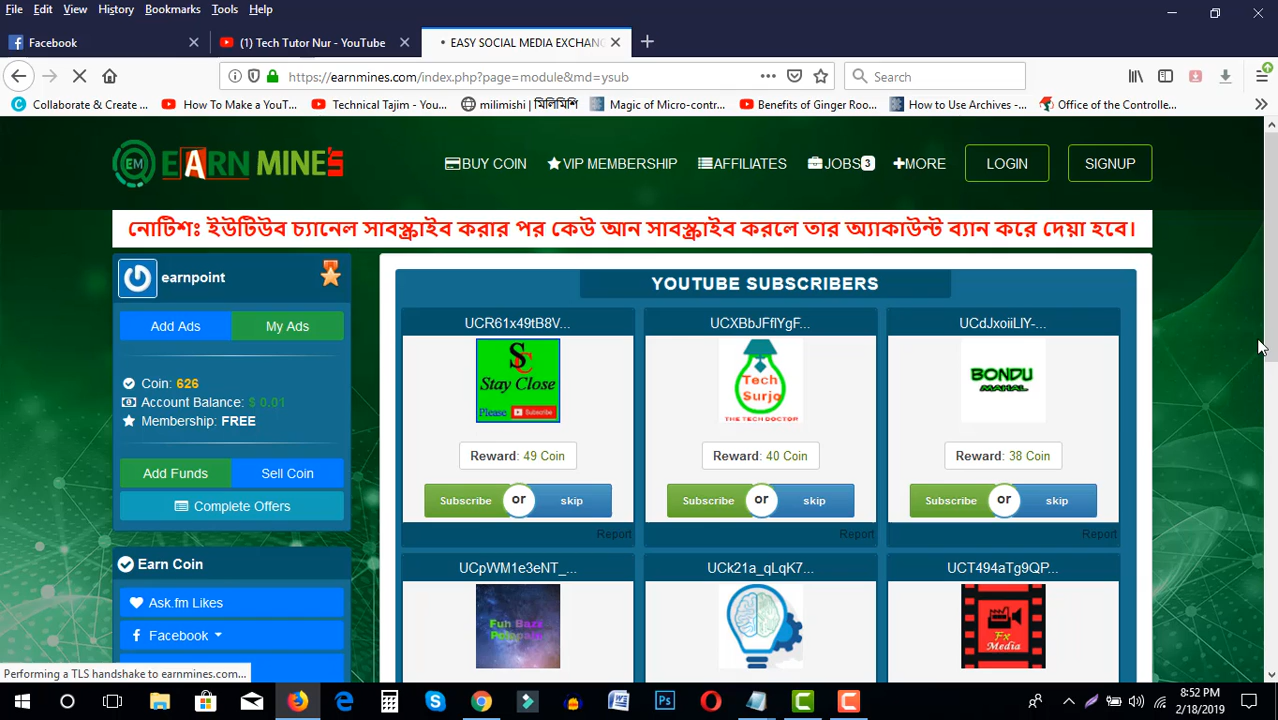 File Edit View History Bookmarks Tools Help
Facebook
(1) Tech Tutor Nur - YouTube
EASY SOCIAL MEDIA EXCHANG
https://earnmines.com/index.php?page=module&md=ysub
Search
Collaborate & Create ...
How To Make a YouT...
Technical Tajim - You...
milimishi | মিলিমিশি
Magic of Micro-contr...
Benefits of Ginger Roo...
How to Use Archives -...
Office of the Controlle...
EM EARN MINE'S
BUY COIN
VIP MEMBERSHIP
AFFILIATES
JOBS 3
MORE
LOGIN
SIGNUP
নোটিশঃ ইউটিউব চ্যানেল সাবস্ক্রাইব করার পর কেউ আন সাবস্ক্রাইব করলে তার অ্যাকাউন্ট ব্যান করে দেয়া হবে।
earnpoint
Add Ads
My Ads
Coin: 626
Account Balance: $ 0.01
Membership: FREE
Add Funds
Sell Coin
Complete Offers
Earn Coin
Ask.fm Likes
Facebook
YOUTUBE SUBSCRIBERS
UCR61x49tB8V...
UCXBbJFflYgF...
UCdJxoiiLlY-...
SC Stay Close
Please Subscribe
Tech Surjo
THE TECH DOCTOR
BONDU MAHAL
Reward: 49 Coin
Reward: 40 Coin
Reward: 38 Coin
Subscribe or skip
Subscribe or skip
Subscribe or skip
Report
Report
Report
UCpWM1e3eNT_...
UCk21a_qLqK7...
UCT494aTg9QP...
Fx Media
Performing a TLS handshake to earnmines.com...
8:52 PM
2/18/2019